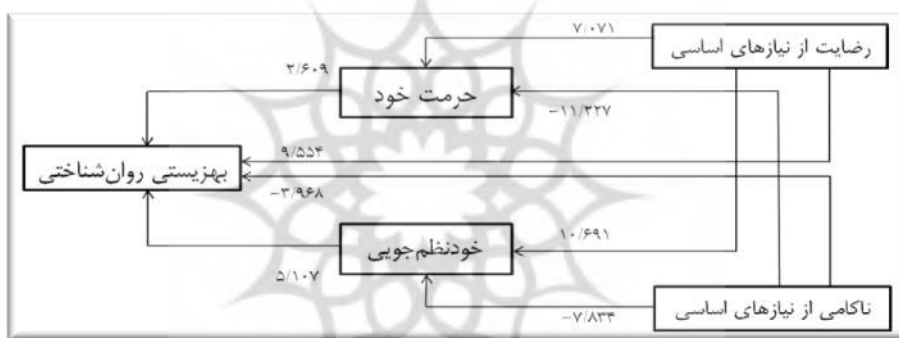 ۷/۰۷۱
رضایت از نیازهای اساسی
۳/۶۰۹
حرمت خود
-۱۱/۳۲۷
۹/۵۵۴
بهزیستی روان‌شناختی
-۳/۹۶۸
۱۰/۶۹۱
خودنظم‌جویی
۵/۱۰۷
ناکامی از نیازهای اساسی
-۷/۸۳۴